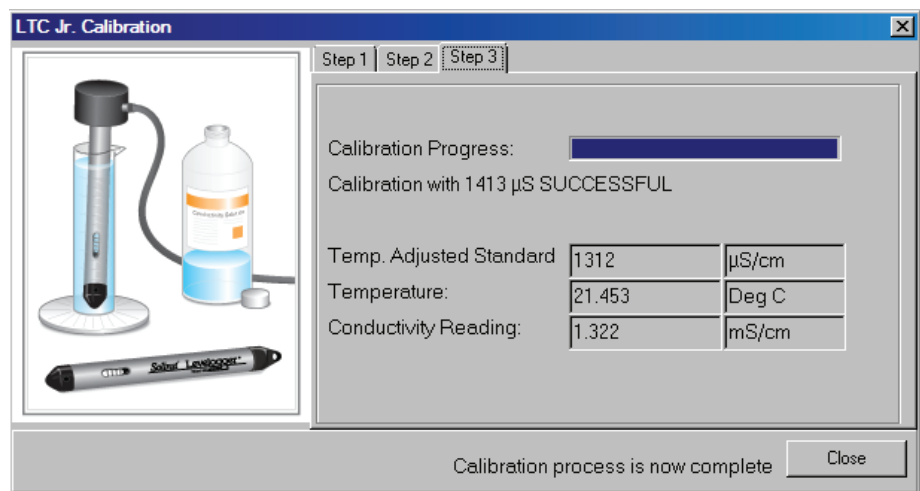 LTC Jr. Calibration
Step 1
Step 2
Step 3
Calibration Progress:
Calibration with 1413 µS SUCCESSFUL
Conductivity Solution
Temp. Adjusted Standard 1312 µS/cm
Temperature: 21.453 Deg C
Conductivity Reading: 1.322 mS/cm
Solinst Levelogger
Calibration process is now complete
Close